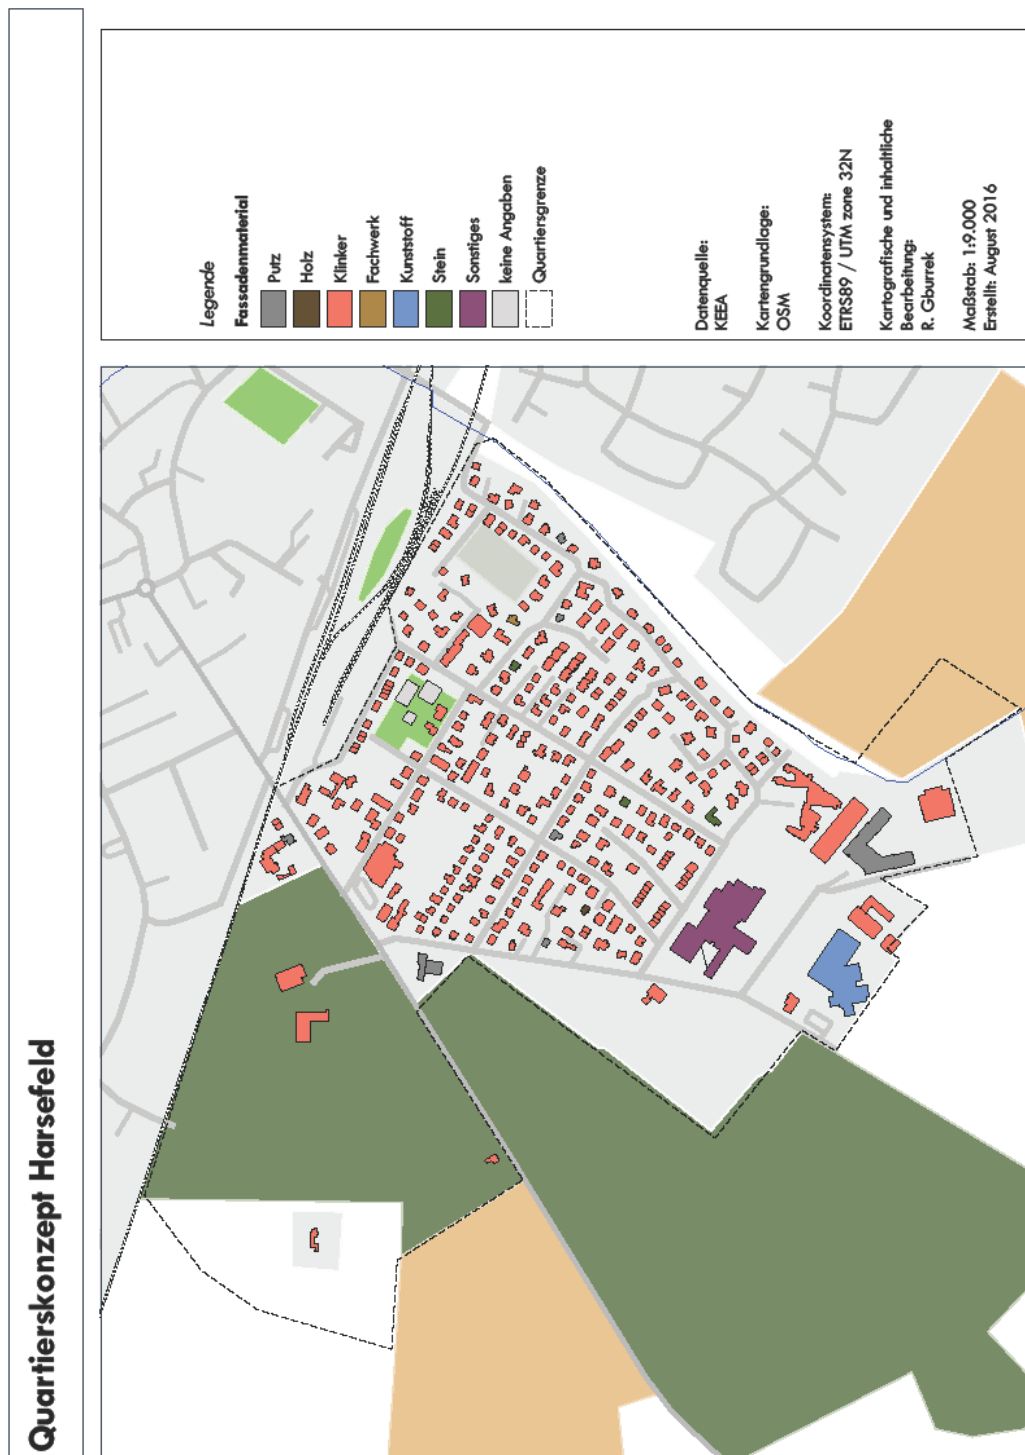 Quartierskonzept Harsefeld
Legende
Fassadenmaterial
Putz
Holz
Klinker
Fachwerk
Kunststoff
Stein
Sonstiges
keine Angaben
Quartiersgrenze
Datenquelle:
KEEA
Kartengrundlage:
OSM
Koordinatensystem:
ETRS89 / UTM zone 32N
Kartografische und inhaltliche
Bearbeitung:
R. Gburrek
Maßstab: 1:9.000
Erstellt: August 2016